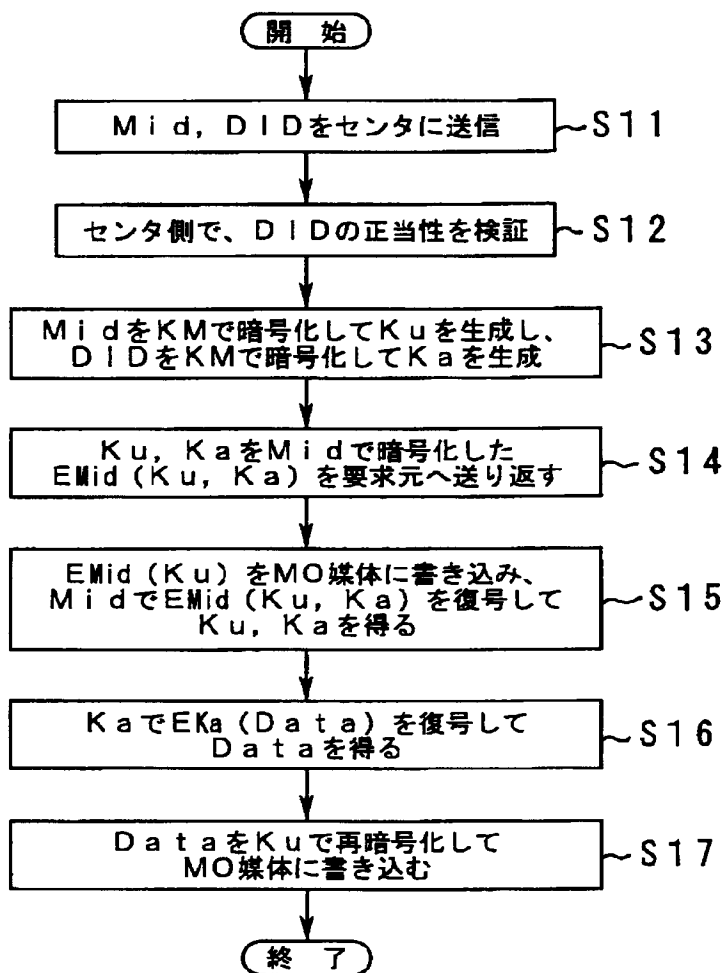 開 始
Mid,DIDをセンタに送信 ～S11
センタ側で、DIDの正当性を検証 ～S12
MidをKMで暗号化してKuを生成し、
DIDをKMで暗号化してKaを生成 ～S13
Ku,KaをMidで暗号化した
EMid(Ku,Ka)を要求元へ送り返す ～S14
EMid(Ku)をMO媒体に書き込み、
MidでEMid(Ku,Ka)を復号して ～S15
Ku,Kaを得る
KaでEKa(Data)を復号して
Dataを得る ～S16
DataをKuで再暗号化して
MO媒体に書き込む ～S17
終 了